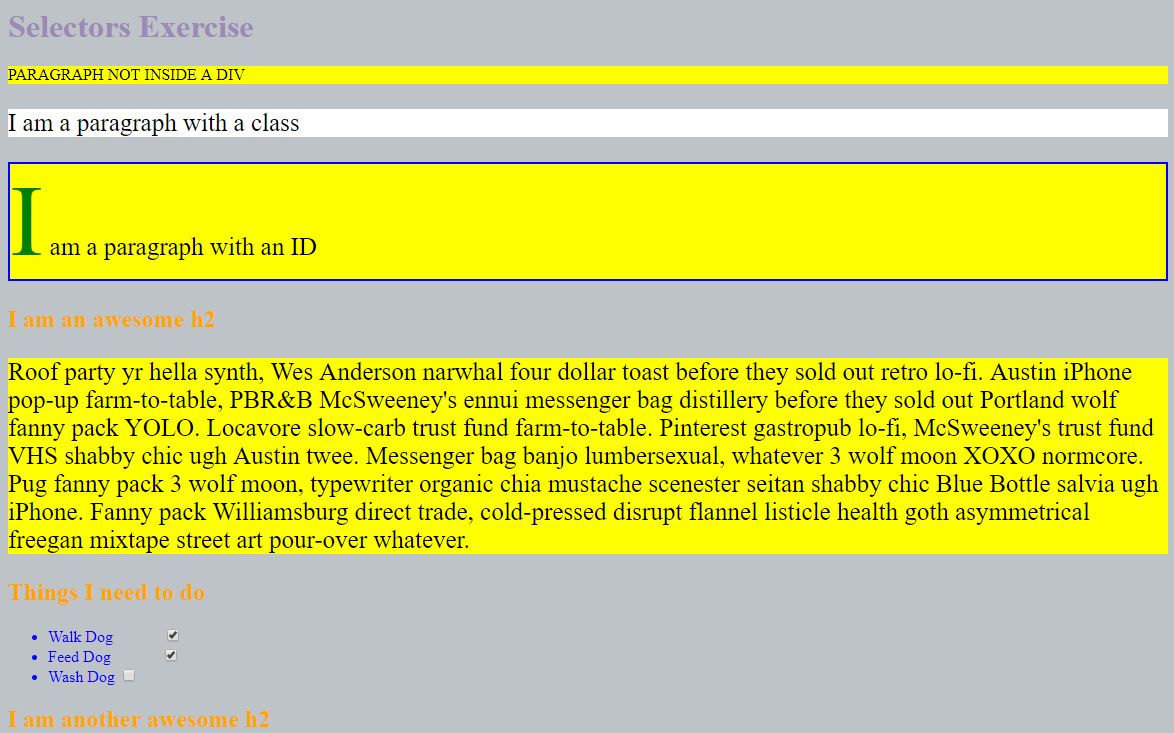 Selectors Exercise
PARAGRAPH NOT INSIDE A DIV
I am a paragraph with a class
I am a paragraph with an ID
I am an awesome h2
Roof party yr hella synth, Wes Anderson narwhal four dollar toast before they sold out retro lo-fi. Austin iPhone
pop-up farm-to-table, PBR&B McSweeney's ennui messenger bag distillery before they sold out Portland wolf
fanny pack YOLO. Locavore slow-carb trust fund farm-to-table. Pinterest gastropub lo-fi, McSweeney's trust fund
VHS shabby chic ugh Austin twee. Messenger bag banjo lumbersexual, whatever 3 wolf moon XOXO normcore.
Pug fanny pack 3 wolf moon, typewriter organic chia mustache scenester seitan shabby chic Blue Bottle salvia ugh
iPhone. Fanny pack Williamsburg direct trade, cold-pressed disrupt flannel listicle health goth asymmetrical
freegan mixtape street art pour-over whatever.
Things I need to do
Walk Dog
Feed Dog
Wash Dog
I am another awesome h2